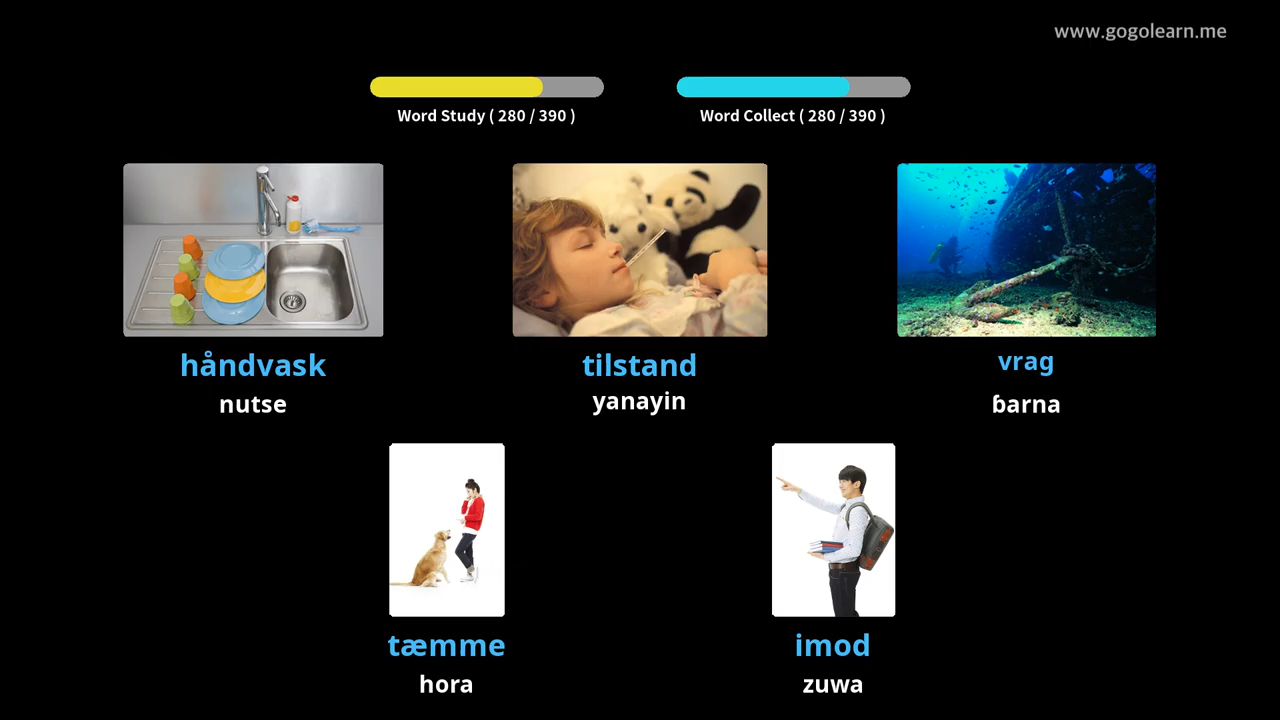 www.gogolearn.me
Word Study ( 280 / 390 )
Word Collect ( 280 / 390 )
håndvask
nutse
tilstand
yanayin
vrag
ɓarna
tæmme
hora
imod
zuwa